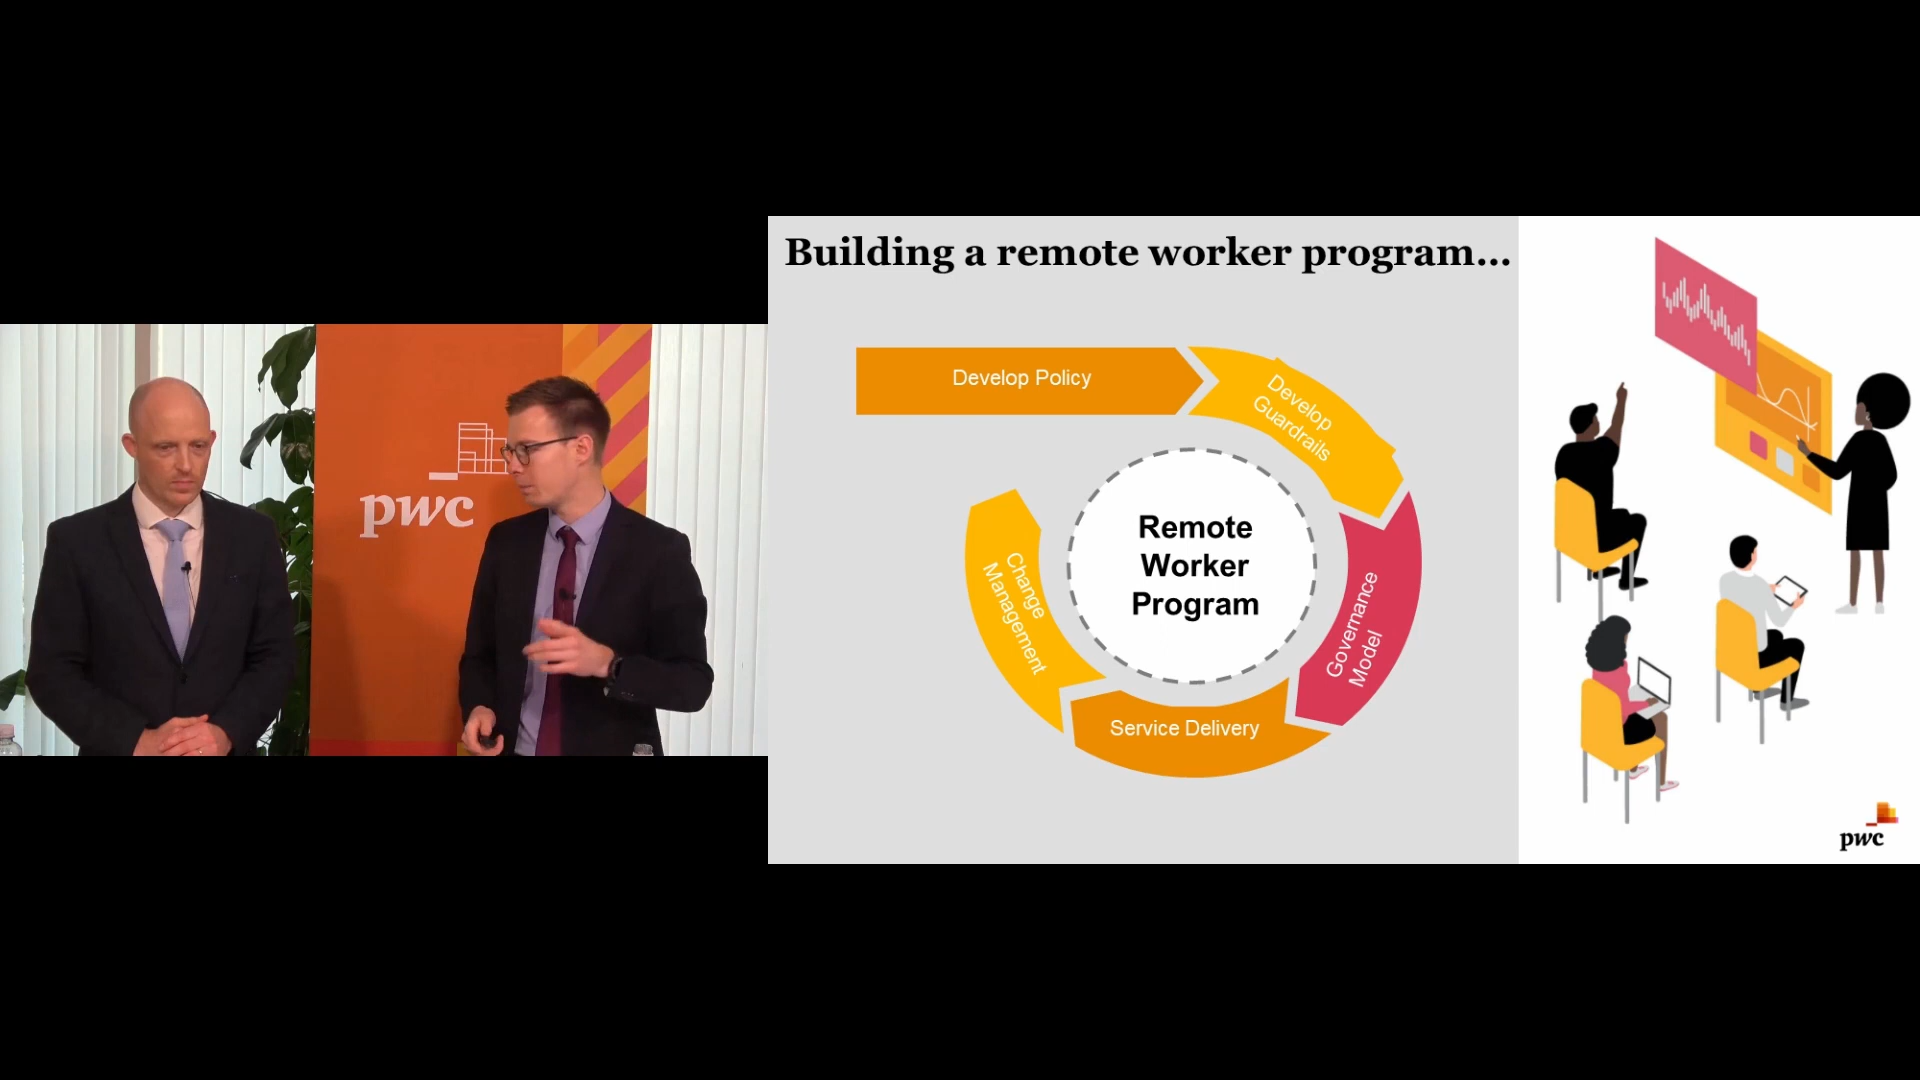 pwc
Building a remote worker program...
Develop Policy
Develop
Guardrails
Governance
Model
Service Delivery
Change
Management
Remote
Worker
Program
pwc